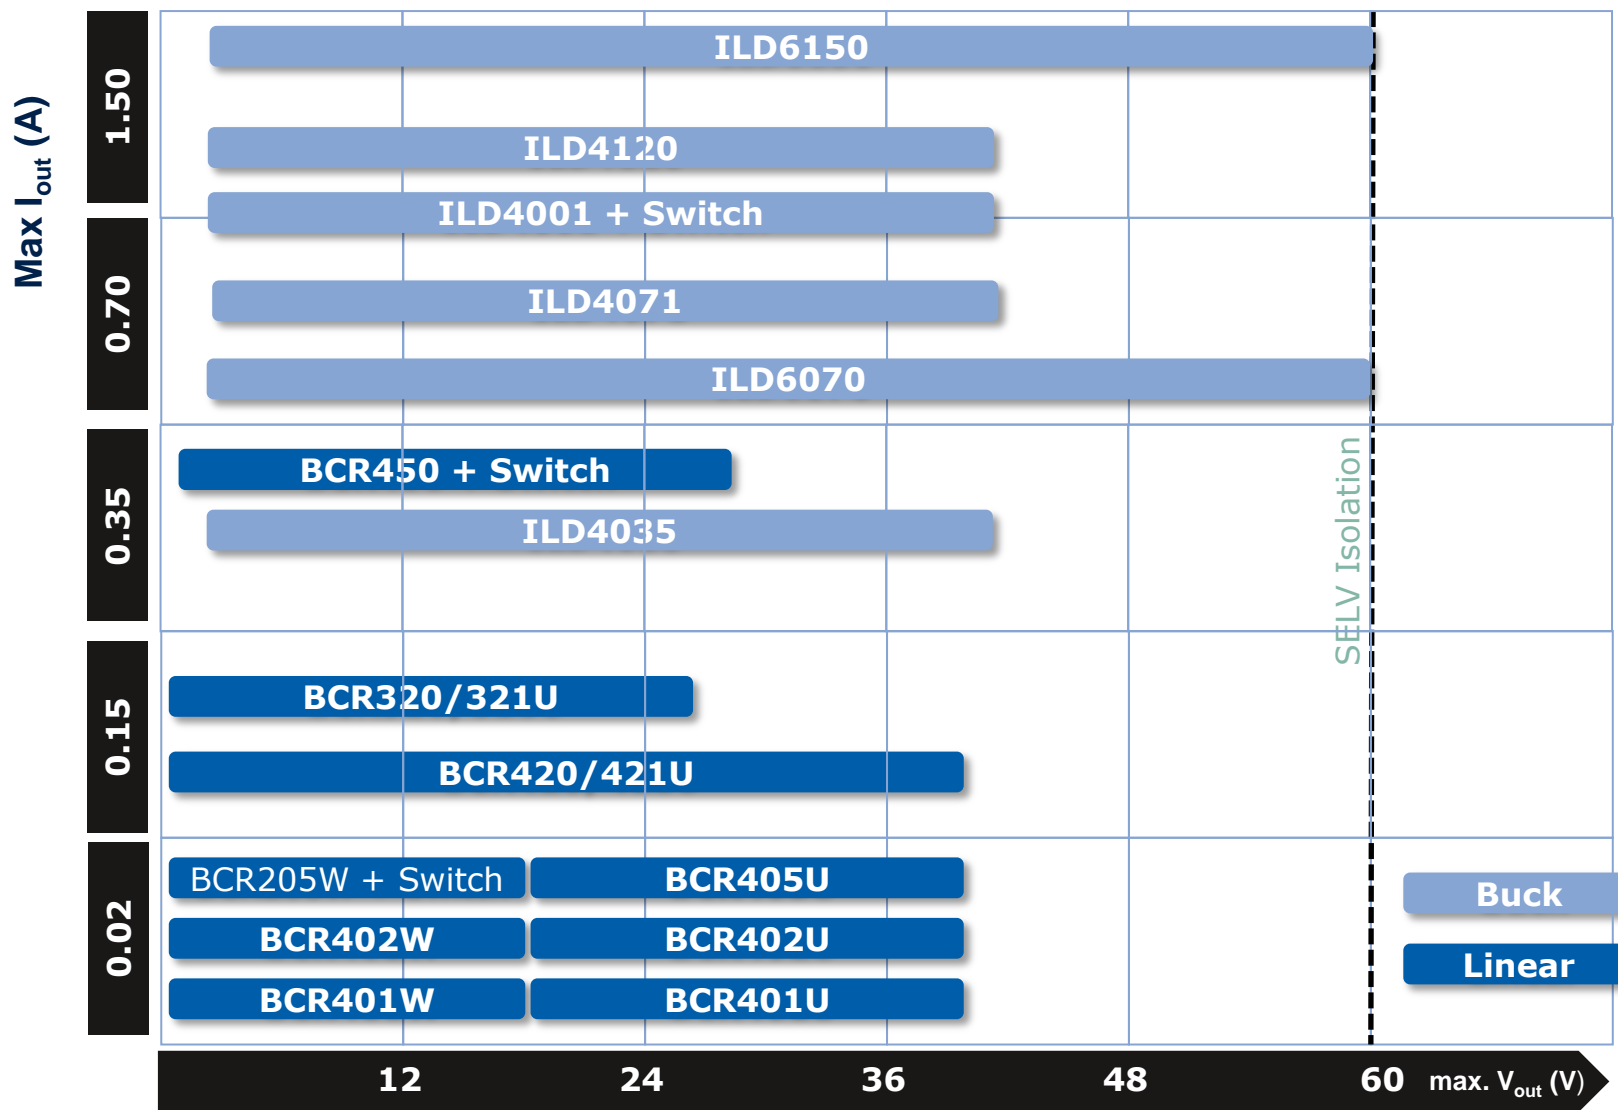 Max Iout (A)
1.50
ILD6150
ILD4120
ILD4001 + Switch
0.70
ILD4071
ILD6070
0.35
BCR450 + Switch
ILD4035
SELV Isolation
0.15
BCR320/321U
BCR420/421U
0.02
BCR205W + Switch
BCR405U
BCR402W
BCR402U
BCR401W
BCR401U
Buck
Linear
12 24 36 48 60 max. Vout (V)